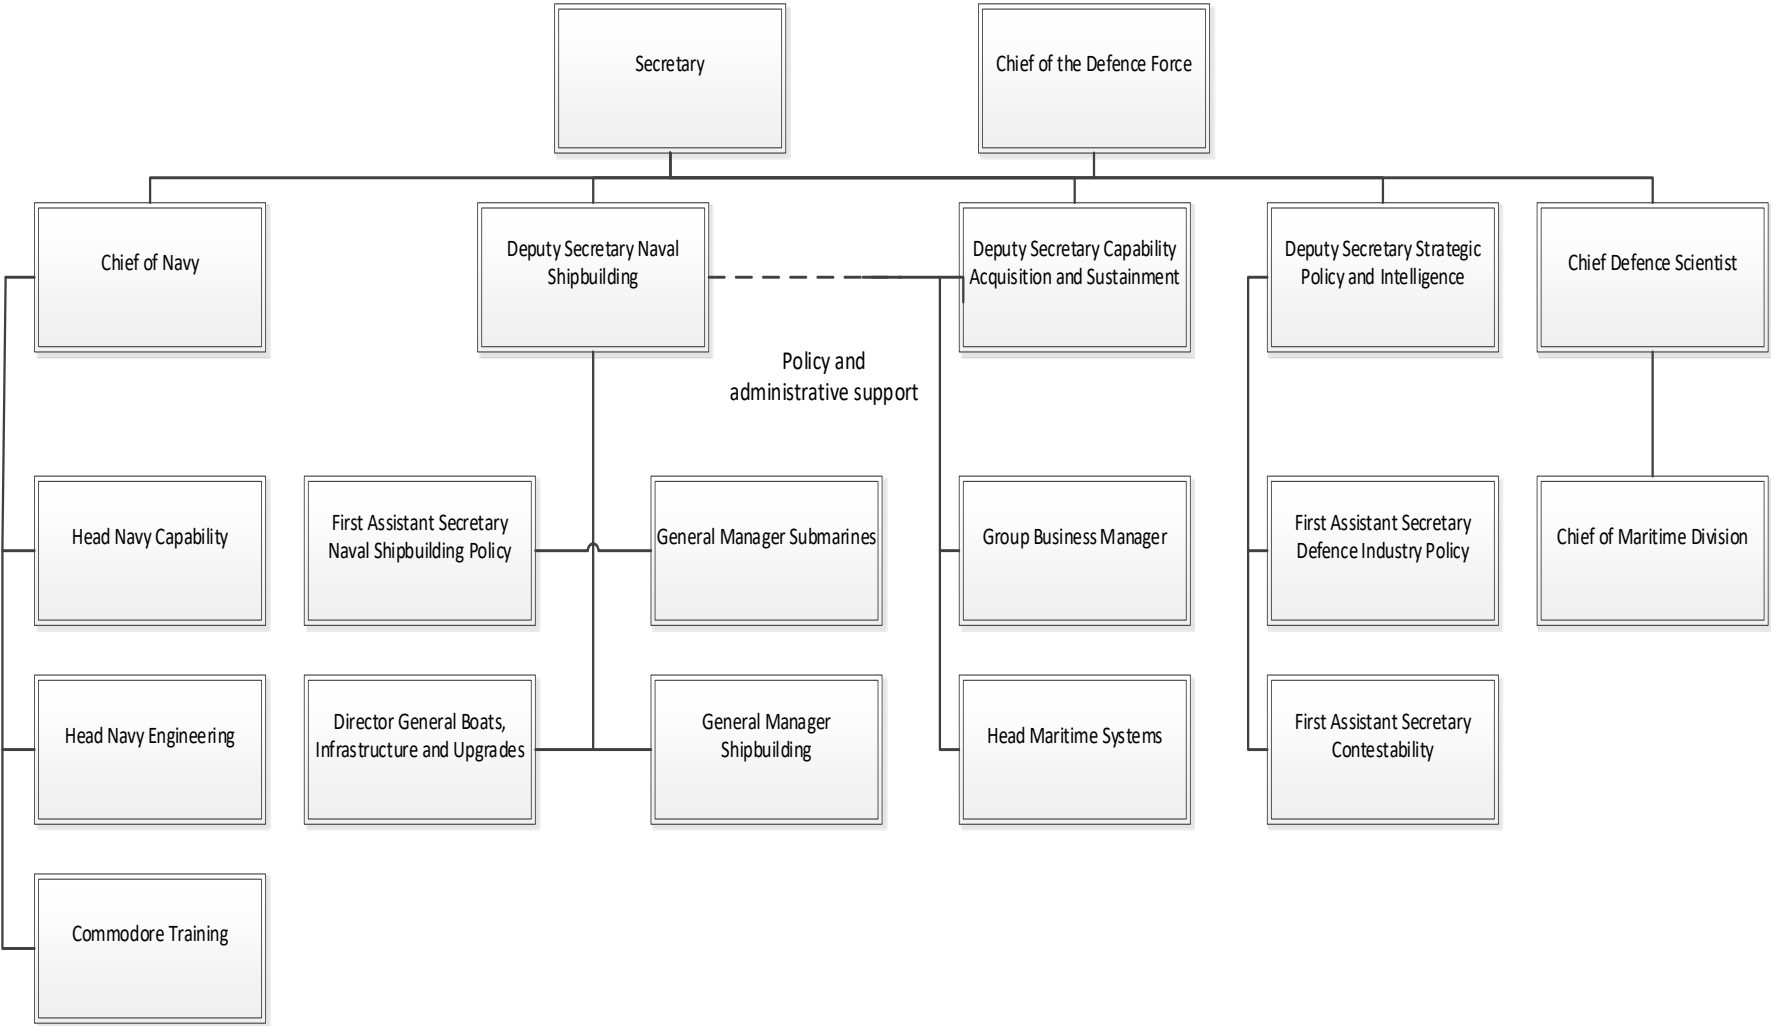 Secretary
Chief of the Defence Force
Chief of Navy
Deputy Secretary Naval
Shipbuilding
Deputy Secretary Capability
Acquisition and Sustainment
Deputy Secretary Strategic
Policy and Intelligence
Chief Defence Scientist
Policy and
administrative support
Head Navy Capability
First Assistant Secretary
Naval Shipbuilding Policy
General Manager Submarines
Group Business Manager
First Assistant Secretary
Defence Industry Policy
Chief of Maritime Division
Head Navy Engineering
Director General Boats,
Infrastructure and Upgrades
General Manager
Shipbuilding
Head Maritime Systems
First Assistant Secretary
Contestability
Commodore Training